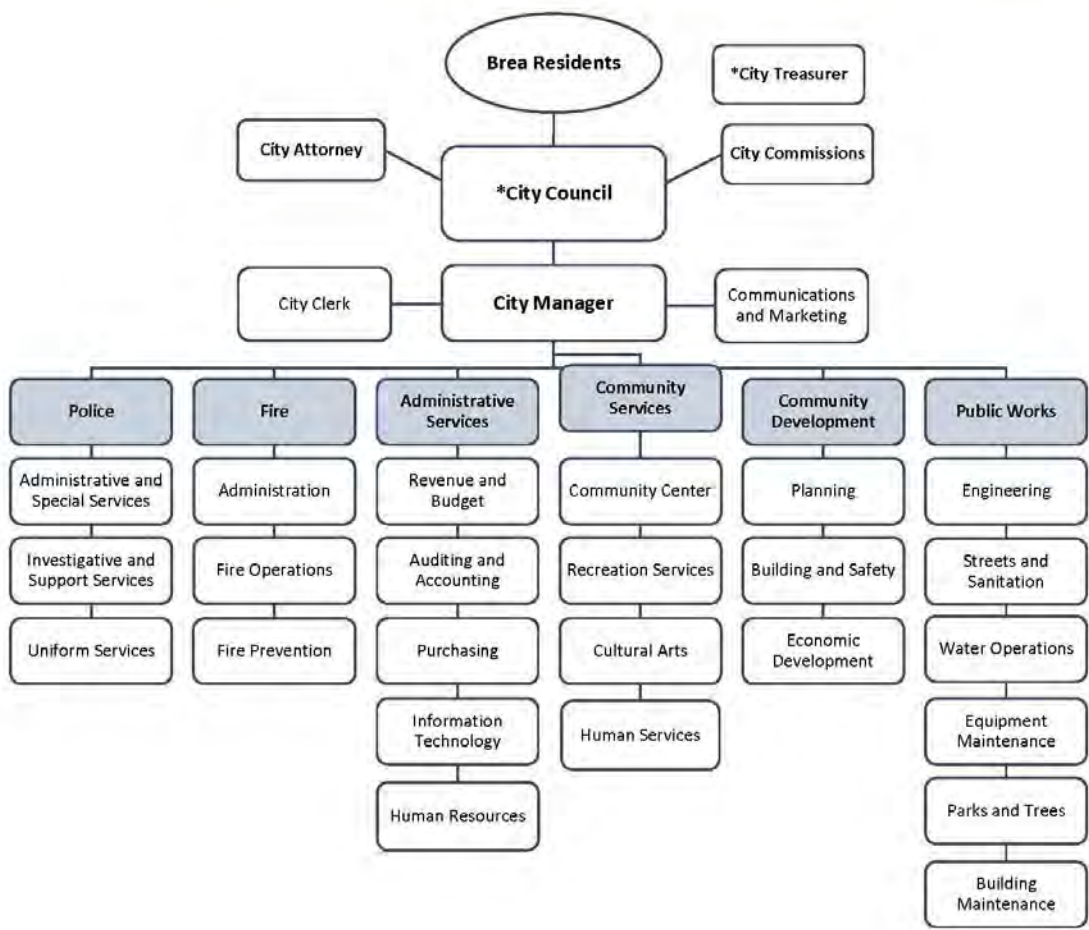 Brea Residents
*City Treasurer
City Attorney
City Commissions
*City Council
City Clerk
City Manager
Communications
and Marketing
Police
Fire
Administrative
Services
Community
Services
Community
Development
Public Works
Administrative and
Special Services
Administration
Revenue and
Budget
Community Center
Planning
Engineering
Investigative and
Support Services
Fire Operations
Auditing and
Accounting
Recreation Services
Building and Safety
Streets and
Sanitation
Uniform Services
Fire Prevention
Purchasing
Cultural Arts
Economic
Development
Water Operations
Information
Technology
Human Services
Equipment
Maintenance
Human Resources
Parks and Trees
Building
Maintenance